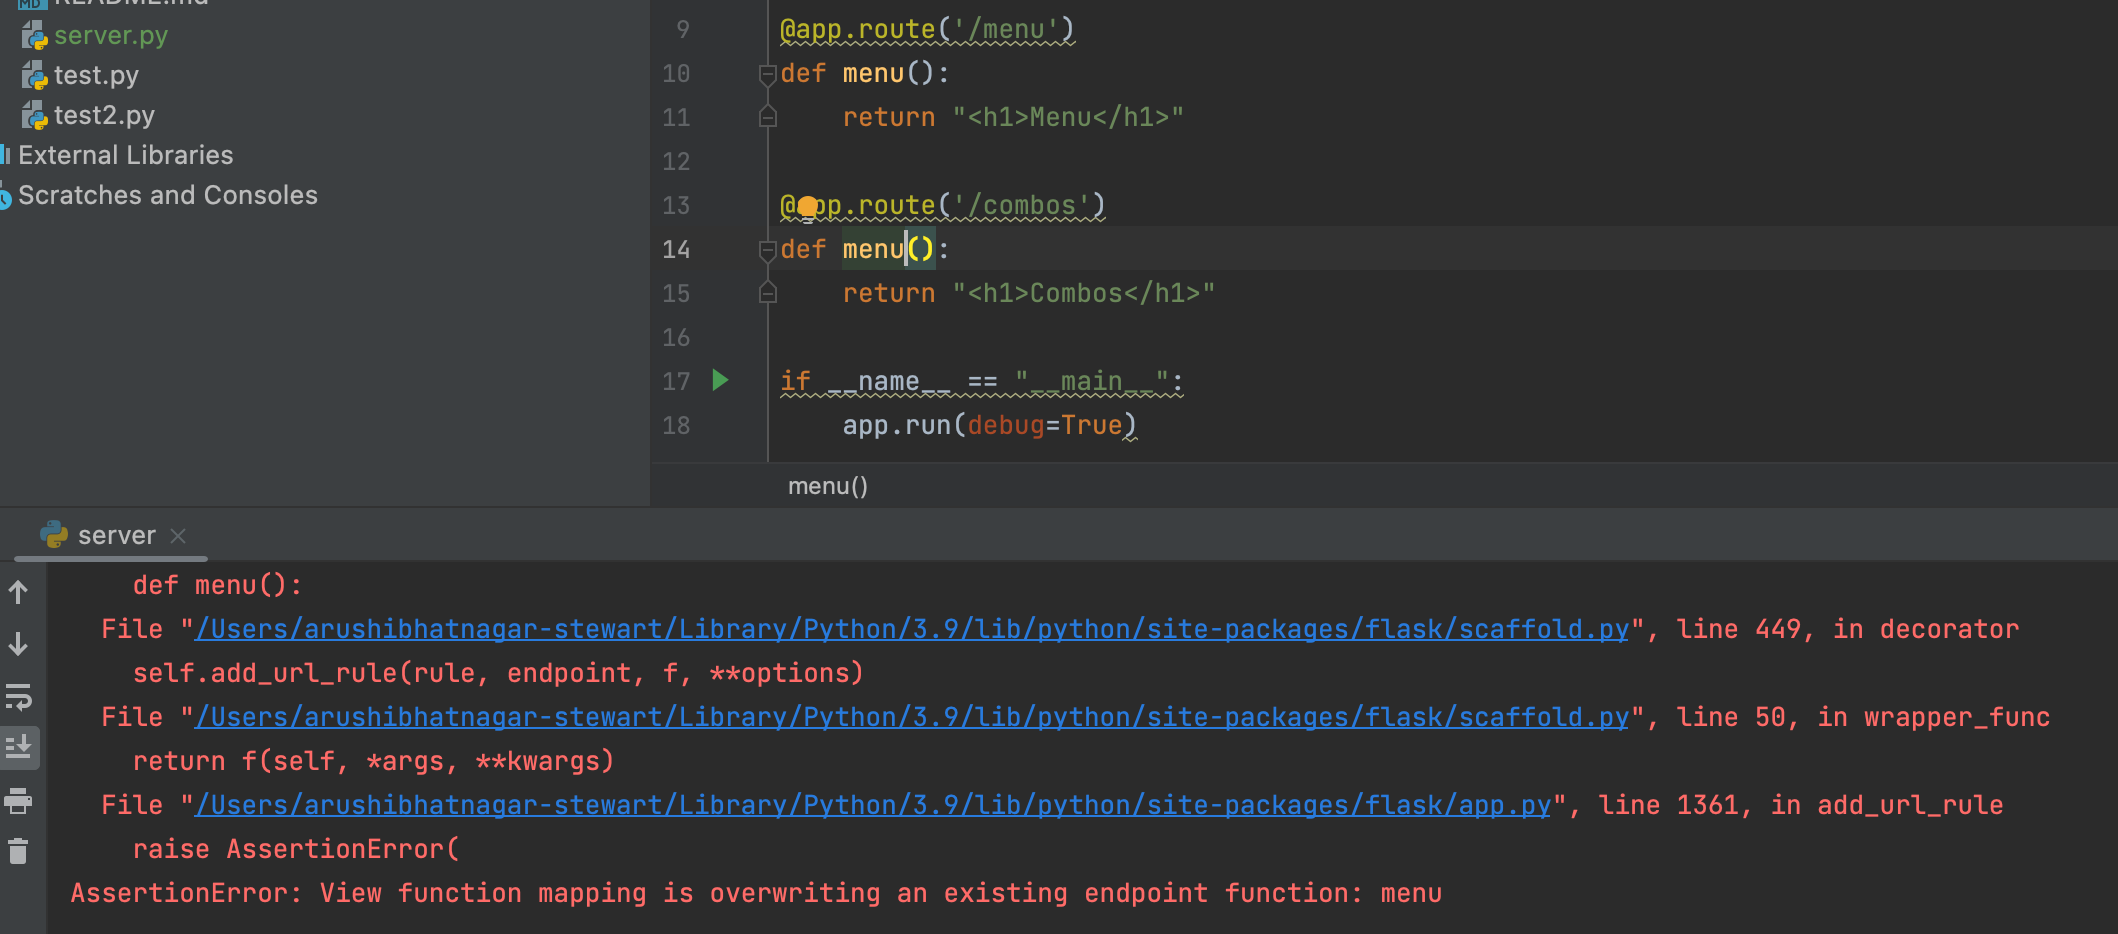 README.md
server.py
test.py
test2.py
External Libraries
Scratches and Consoles
9 @app.route('/menu')
10 def menu():
11 return "<h1>Menu</h1>"
12
13 @app.route('/combos')
14 def menu():
15 return "<h1>Combos</h1>"
16
17 if __name__ == "__main__":
18 app.run(debug=True)
menu()
server
def menu():
File "/Users/arushibhatnagar-stewart/Library/Python/3.9/lib/python/site-packages/flask/scaffold.py", line 449, in decorator
self.add_url_rule(rule, endpoint, f, **options)
File "/Users/arushibhatnagar-stewart/Library/Python/3.9/lib/python/site-packages/flask/scaffold.py", line 50, in wrapper_func
return f(self, *args, **kwargs)
File "/Users/arushibhatnagar-stewart/Library/Python/3.9/lib/python/site-packages/flask/app.py", line 1361, in add_url_rule
raise AssertionError(
AssertionError: View function mapping is overwriting an existing endpoint function: menu